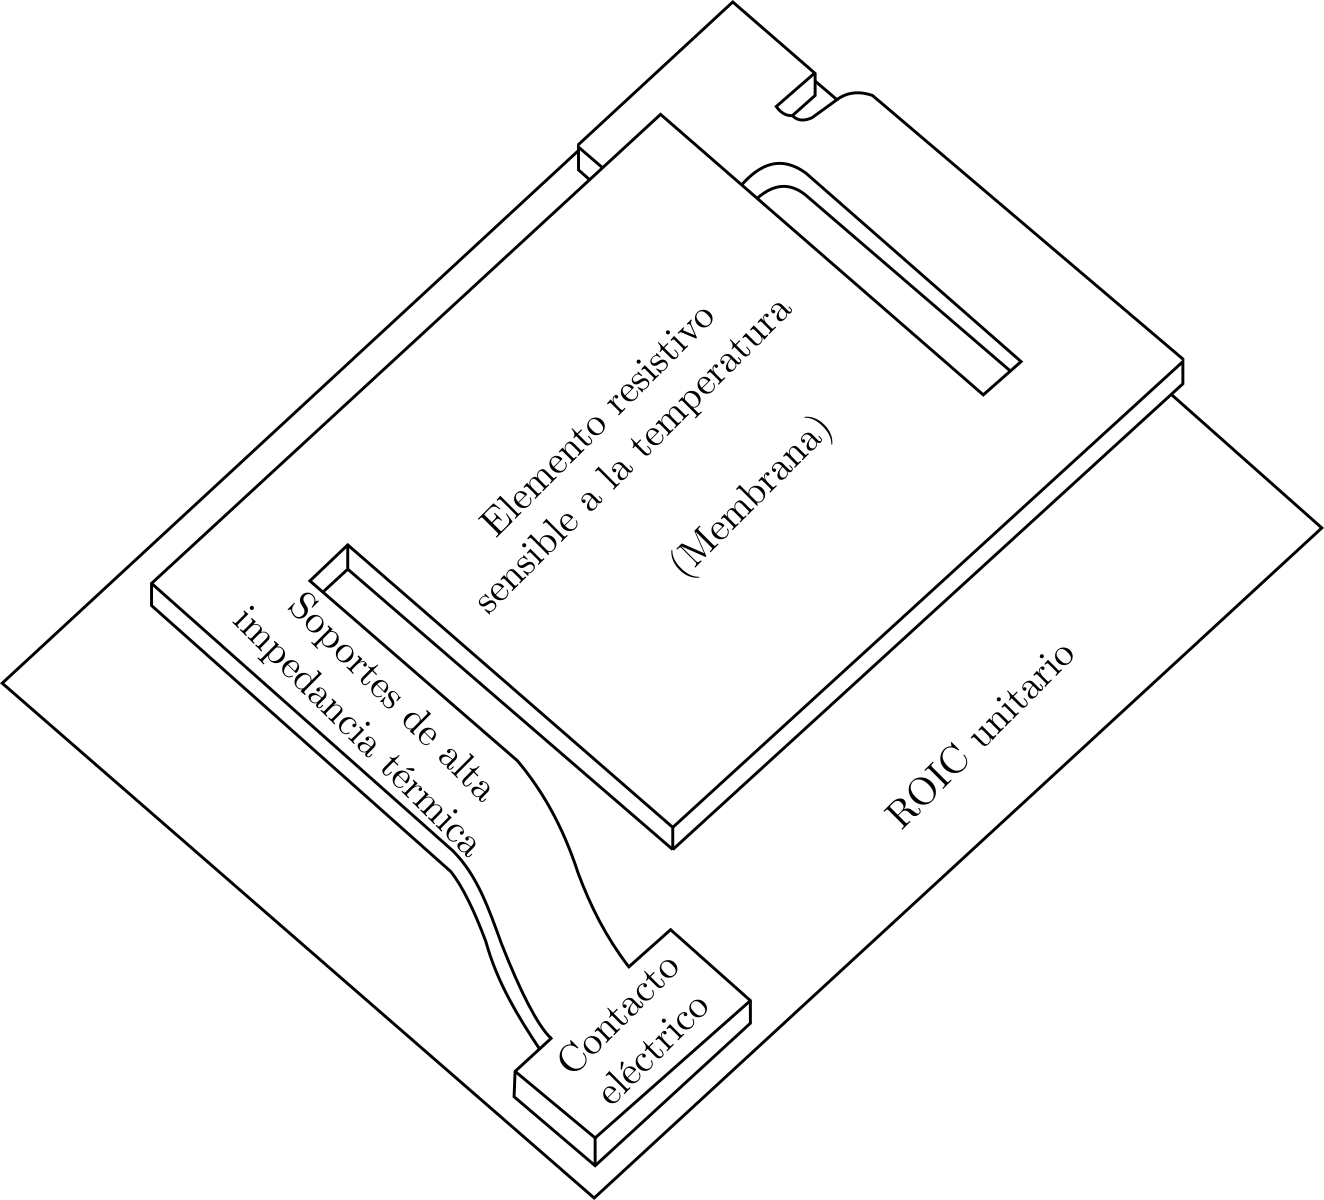 Elemento resistivo
sensible a la temperatura
(Membrana)
Soportes de alta
impedancia térmica
ROIC unitario
Contacto
eléctrico